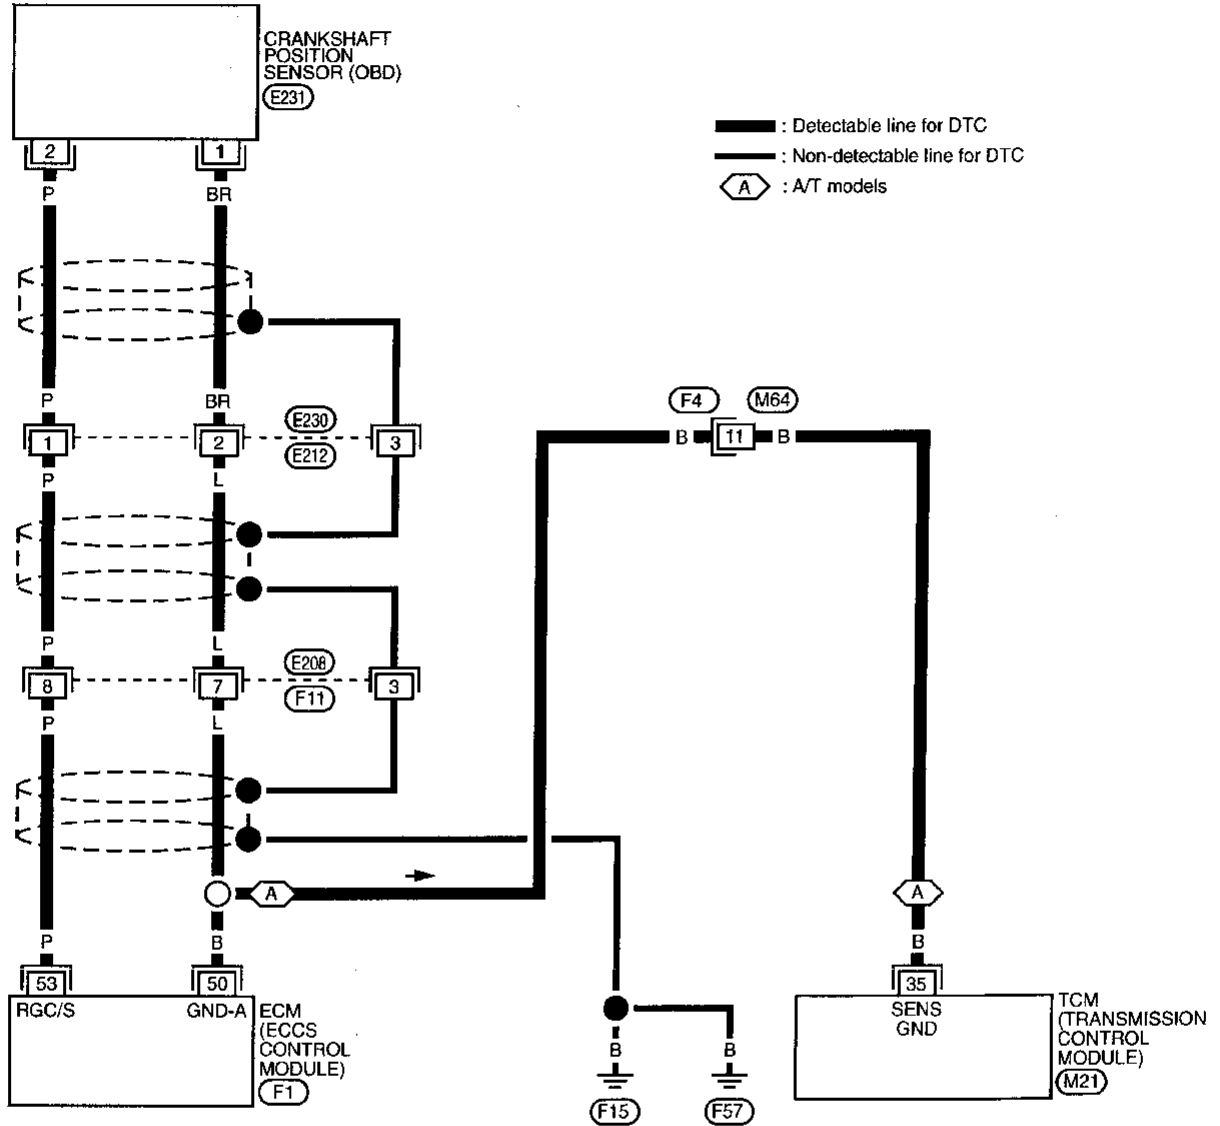 CRANKSHAFT
POSITION
SENSOR (OBD)
E231
: Detectable line for DTC
: Non-detectable line for DTC
A : A/T models
2 1
P BR
P BR
1 2 E230 3
E212
P L
F4 M64
B 11 B
P L
8 7 E208 3
F11
P L
A
A
P B B
53 50 35
RGC/S GND-A
ECM
(ECCS
CONTROL
MODULE)
F1
SENS
GND
TCM
(TRANSMISSION
CONTROL
MODULE)
M21
B B
F15 F57